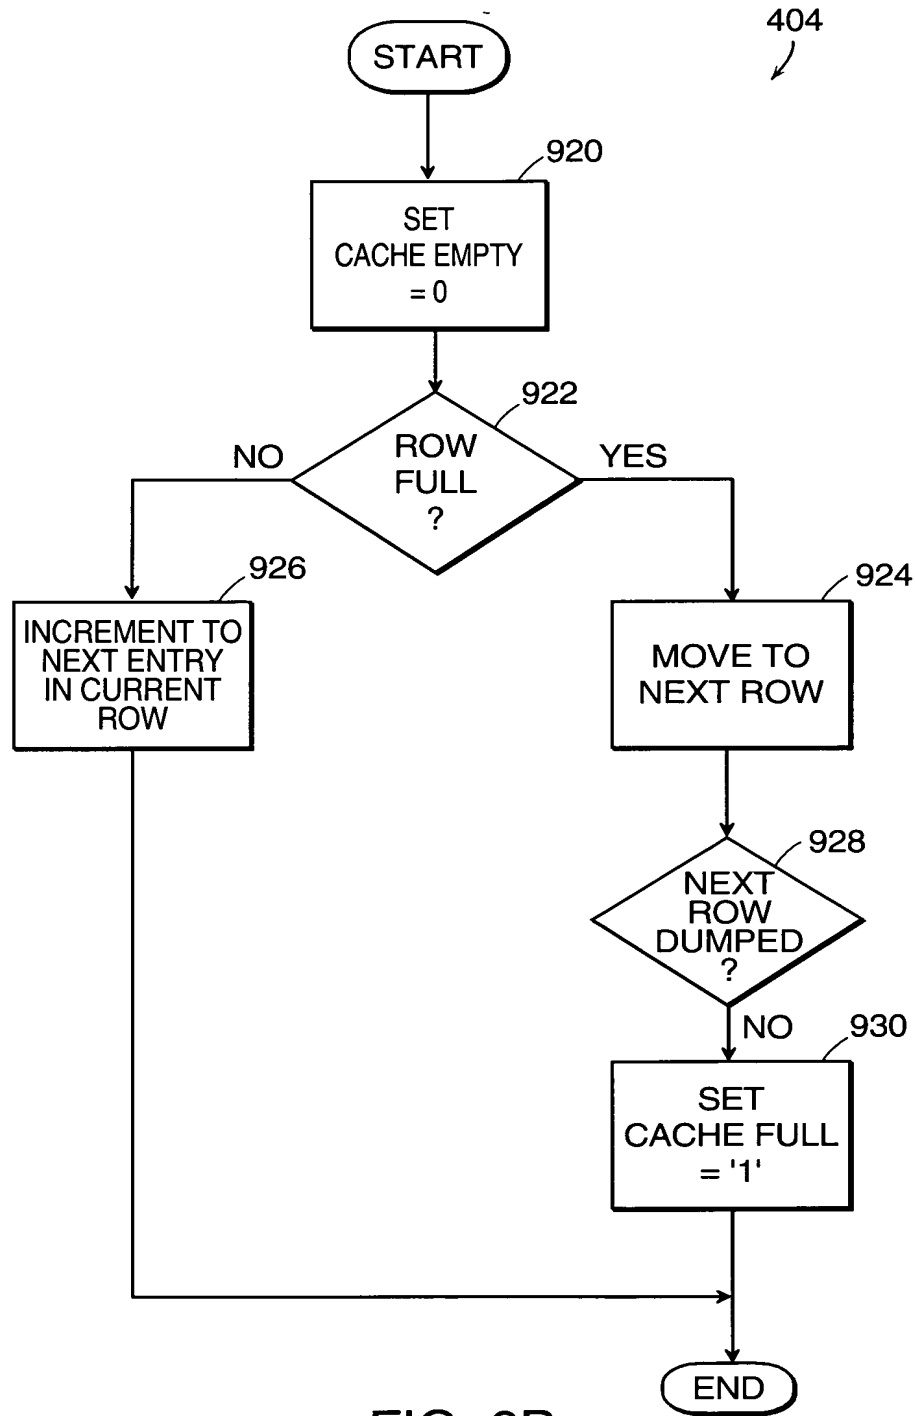 404
START
920
SET
CACHE EMPTY
= 0
922
ROW
FULL
?
NO
YES
926
INCREMENT TO
NEXT ENTRY
IN CURRENT
ROW
924
MOVE TO
NEXT ROW
928
NEXT
ROW
DUMPED
?
NO
930
SET
CACHE FULL
= '1'
END